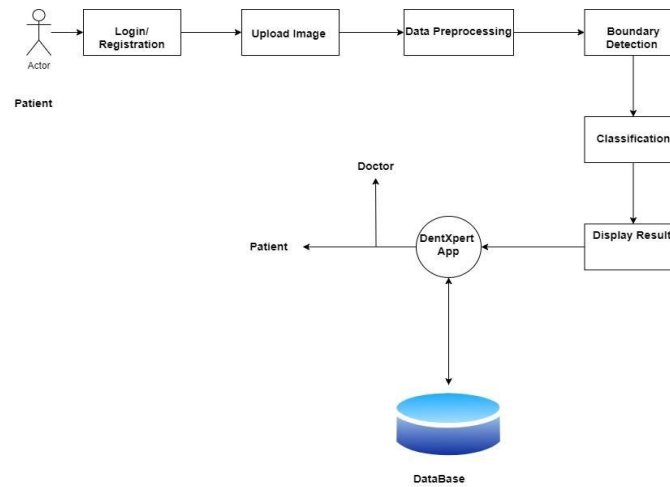 Login/
Registration
Upload Image
Data Preprocessing
Boundary
Detection
Actor
Patient
Classification
Doctor
Display Result
DentXpert
App
Patient
DataBase